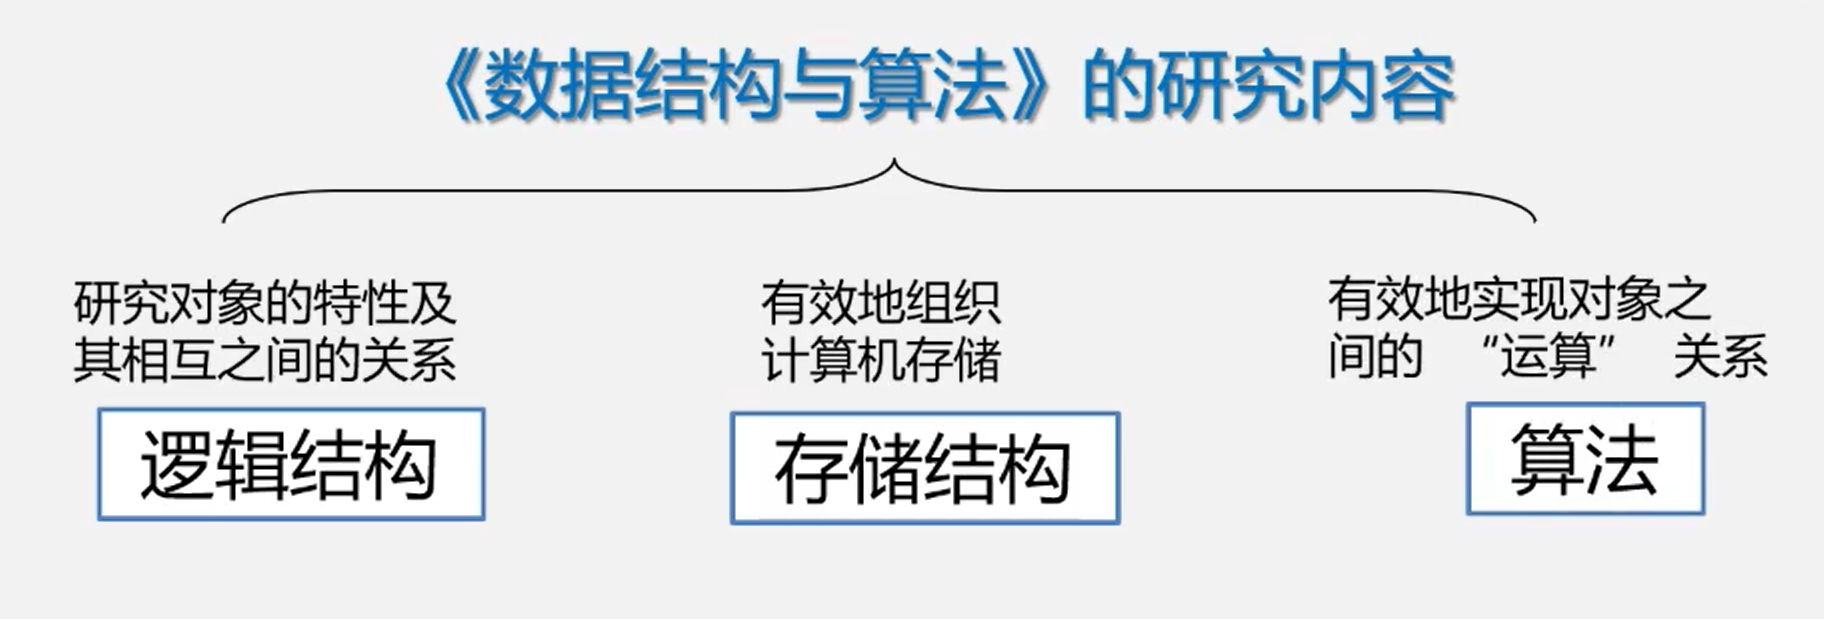 《数据结构与算法》的研究内容
研究对象的特性及
其相互之间的关系
逻辑结构
有效地组织
计算机存储
存储结构
有效地实现对象之
间的 “运算” 关系
算法